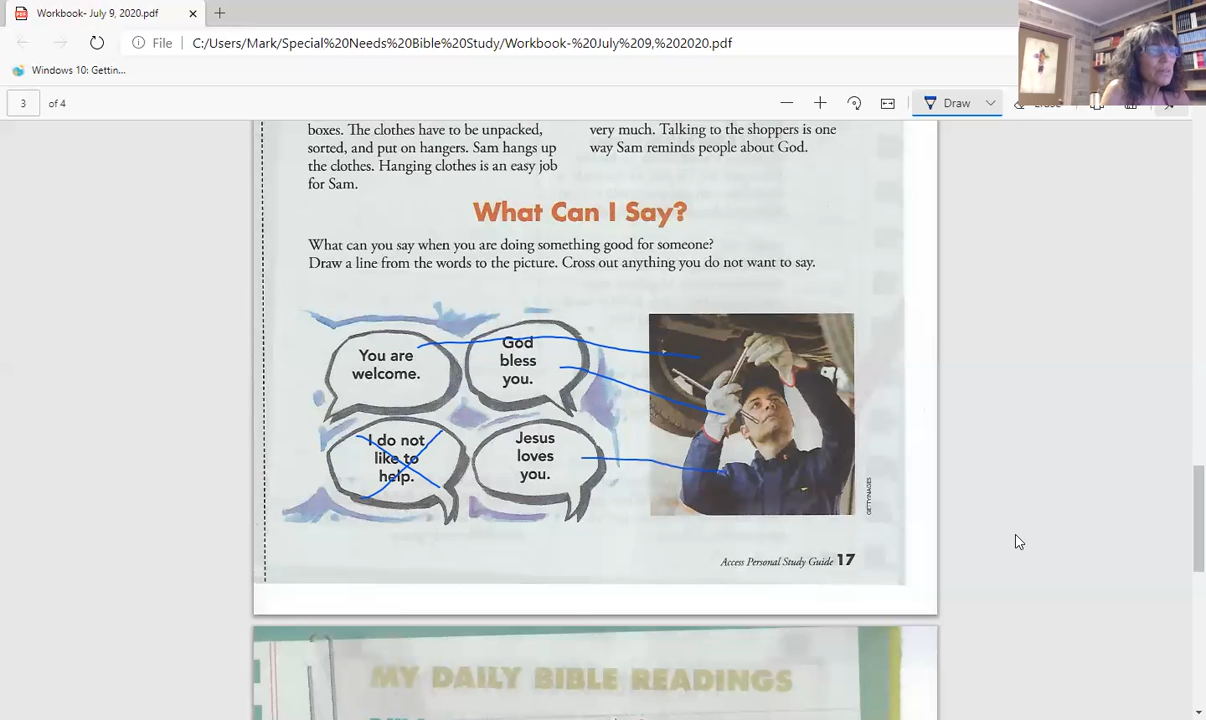 Workbook- July 9, 2020.pdf
File
C:/Users/Mark/Special%20Needs%20Bible%20Study/Workbook-%20July%209,%202020.pdf
Windows 10: Gettin...
3 of 4
Draw
boxes. The clothes have to be unpacked,
sorted, and put on hangers. Sam hangs up
the clothes. Hanging clothes is an easy job
for Sam.
very much. Talking to the shoppers is one
way Sam reminds people about God.
What Can I Say?
What can you say when you are doing something good for someone?
Draw a line from the words to the picture. Cross out anything you do not want to say.
You are
welcome.
God
bless
you.
I do not
like to
help.
Jesus
loves
you.
GETTYIMAGES
Access Personal Study Guide 17
MY DAILY BIBLE READINGS